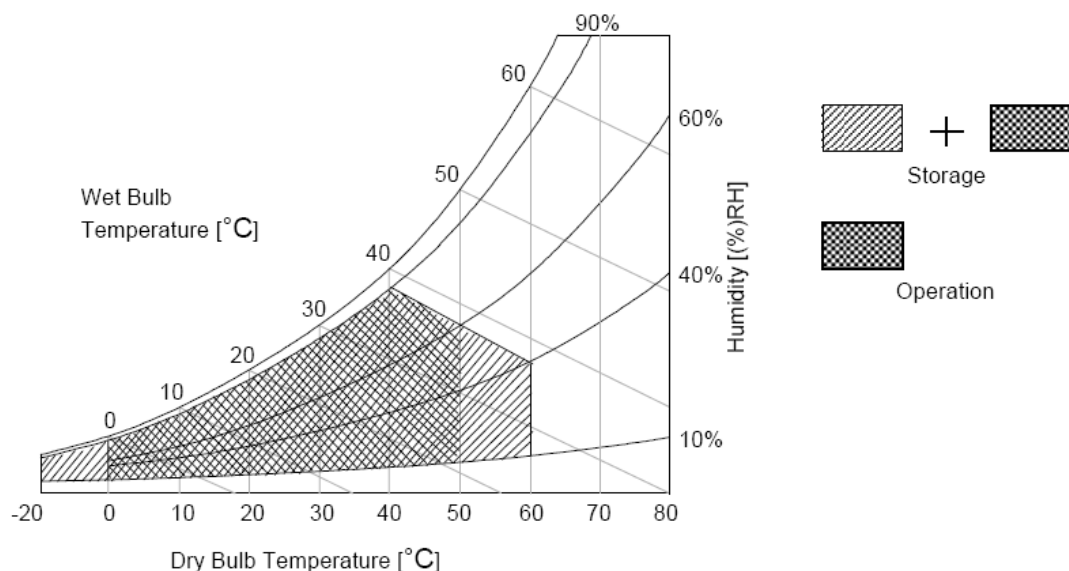 90%
60
60%
50
Storage
Wet Bulb
Temperature [°C]
40
40%
Humidity [(%)RH]
Operation
30
20
10
0
10%
-20 0 10 20 30 40 50 60 70 80
Dry Bulb Temperature [°C]